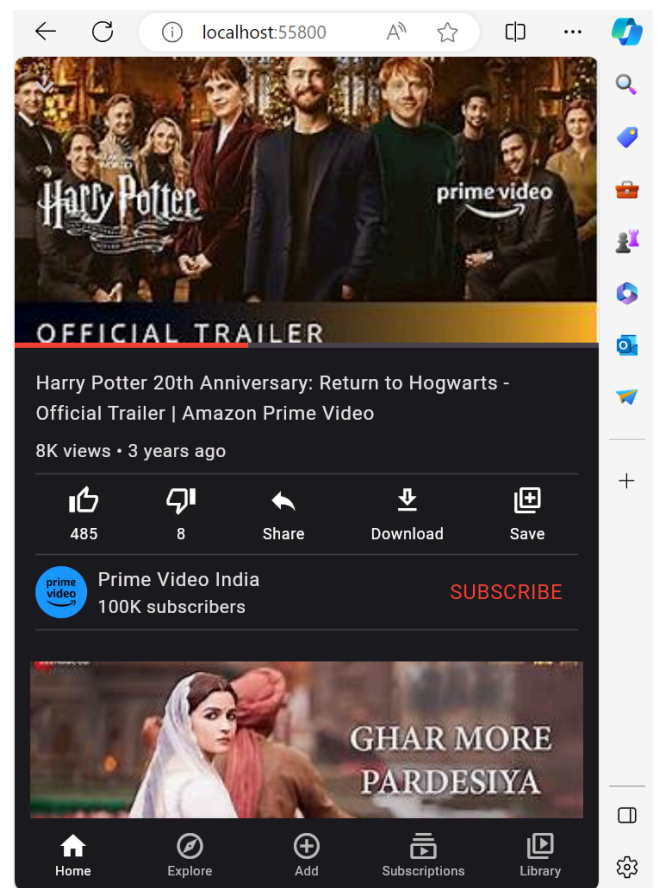 localhost:55800
Harry Potter
prime video
OFFICIAL TRAILER
Harry Potter 20th Anniversary: Return to Hogwarts -
Official Trailer | Amazon Prime Video
8K views • 3 years ago
485
8
Share
Download
Save
prime
video
Prime Video India
100K subscribers
SUBSCRIBE
GHAR MORE
PARDESIYA
Home
Explore
Add
Subscriptions
Library